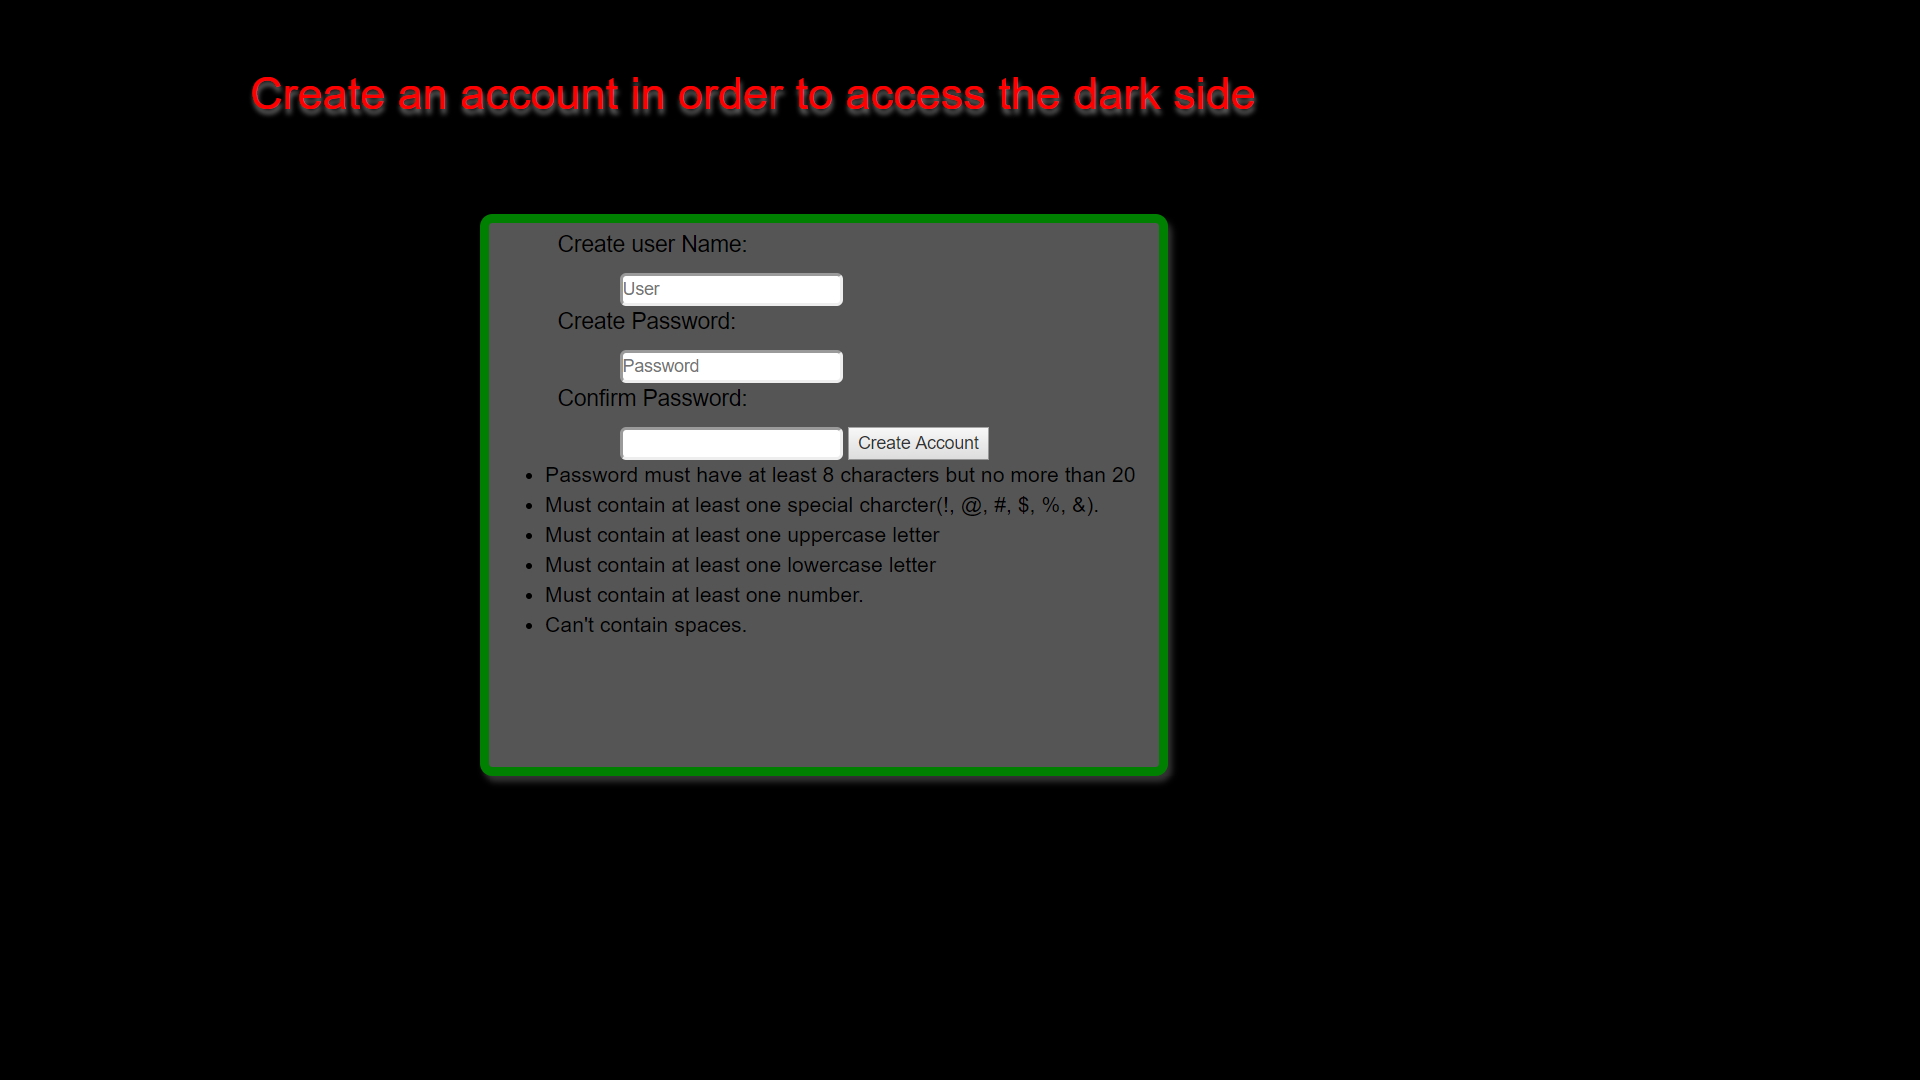 Create an account in order to access the dark side
Create user Name:
User
Create Password:
Password
Confirm Password:
Create Account
Password must have at least 8 characters but no more than 20
Must contain at least one special charcter(!, @, #, $, %, &).
Must contain at least one uppercase letter
Must contain at least one lowercase letter
Must contain at least one number.
Can't contain spaces.